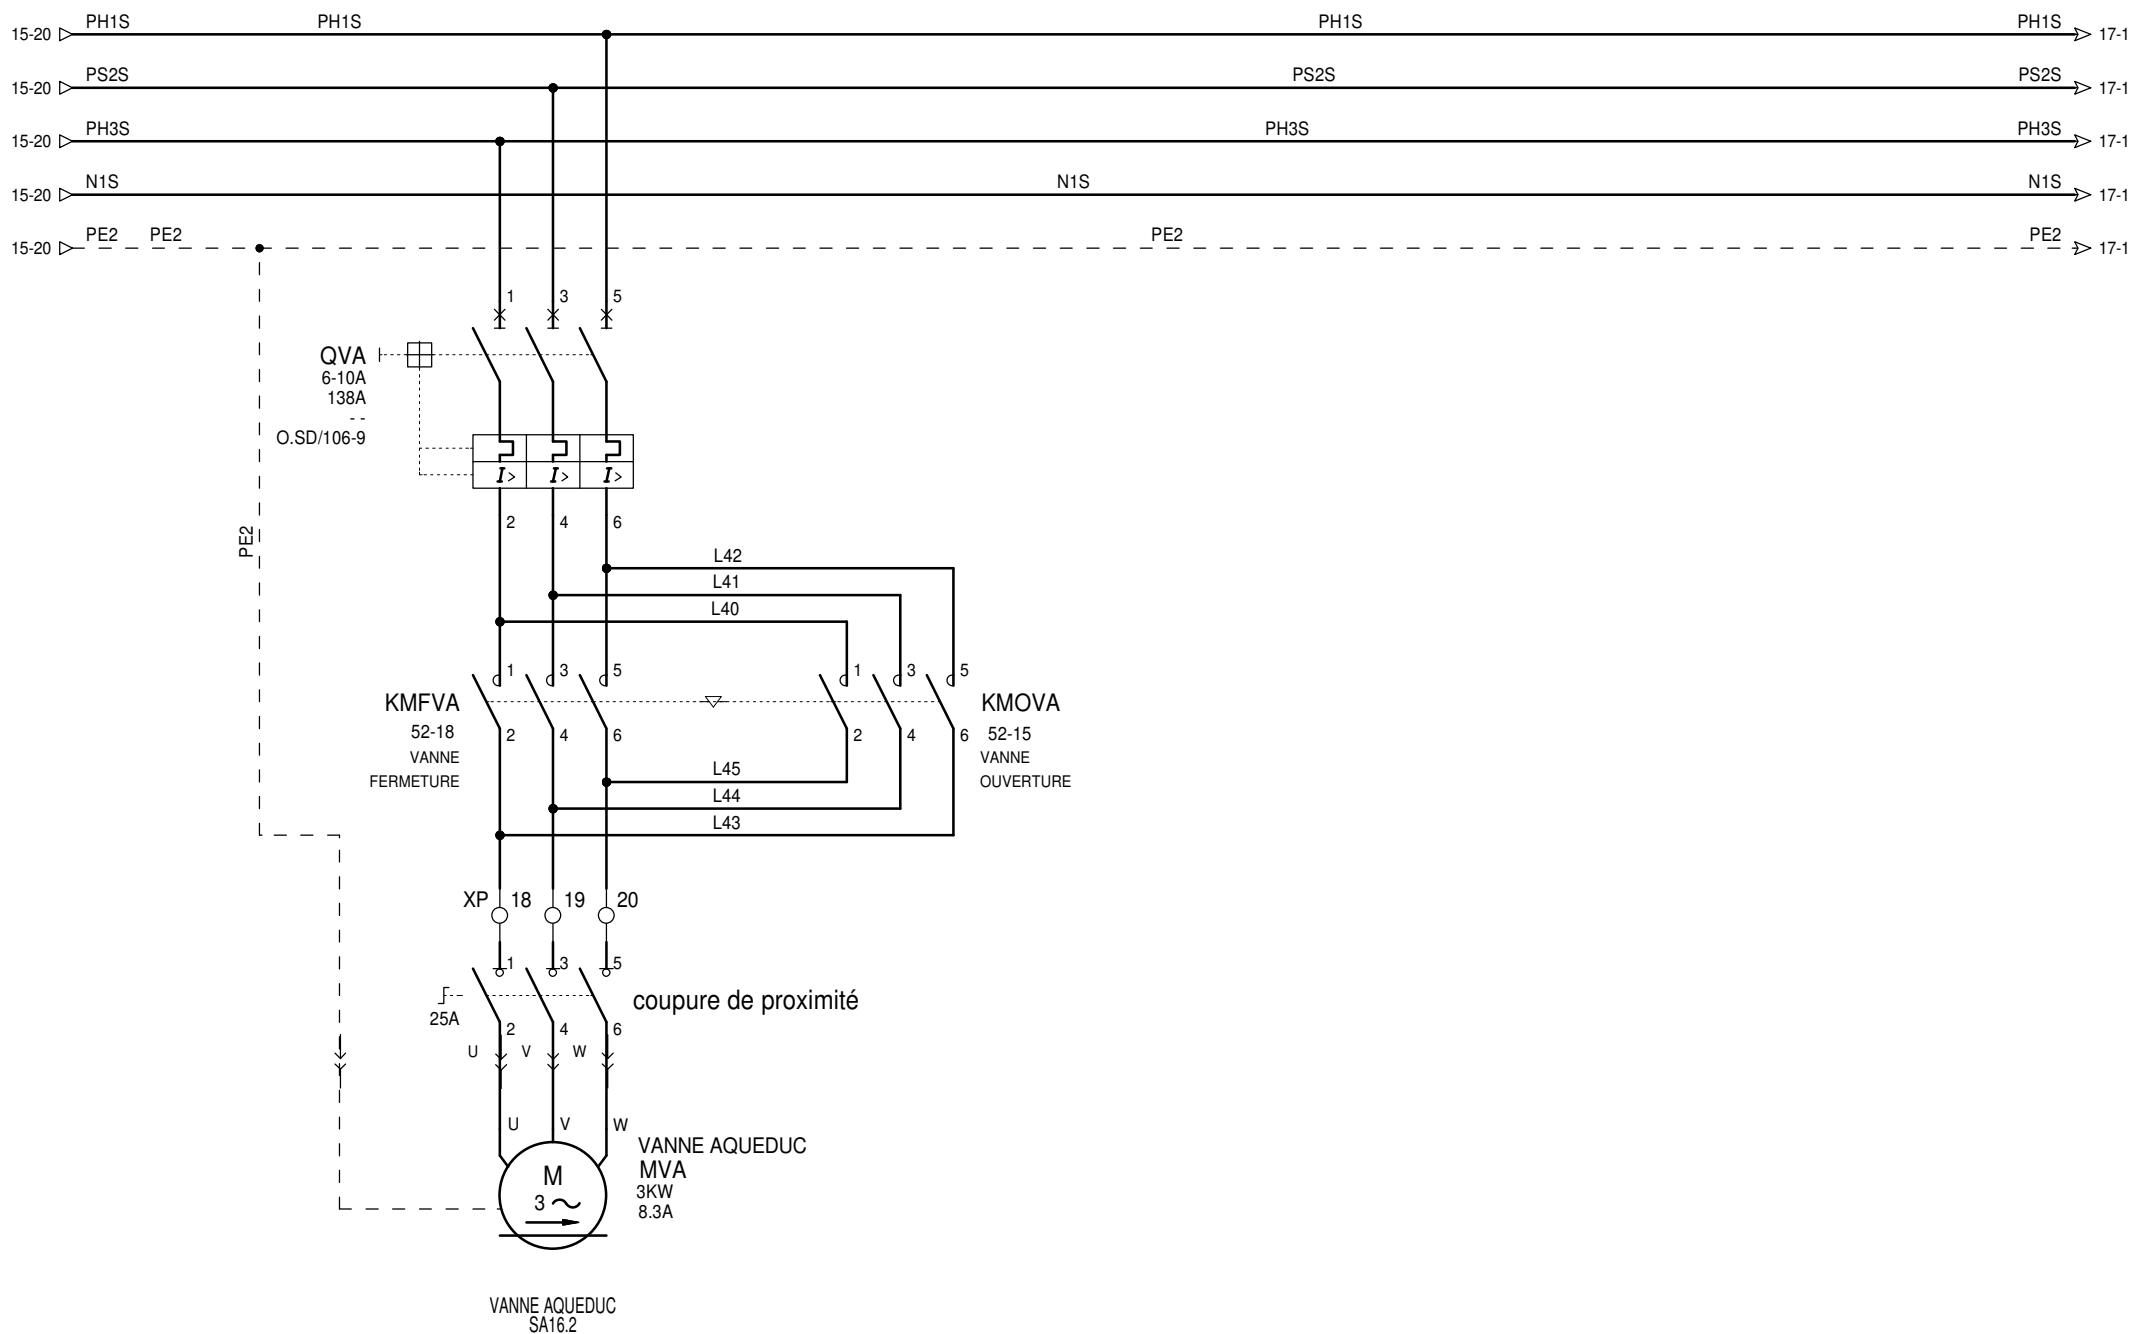 PH1S PH1S PH1S PH1S
15-20 17-1
PS2S PS2S PS2S
15-20 17-1
PH3S PH3S PH3S
15-20 17-1
N1S N1S N1S
15-20 17-1
PE2 PE2 PE2 PE2
15-20 17-1
1 3 5
QVA
6-10A
138A
- -
O.SD/106-9
I> I> I>
2 4 6
PE2
L42
L41
L40
1 3 5 1 3 5
KMFVA KMOVA
52-18 2 4 6 2 4 6 52-15
VANNE VANNE
FERMETURE OUVERTURE
L45
L44
L43
XP 18 19 20
1 3 5
coupure de proximité
25A
2 4 6
U V W
U V W
VANNE AQUEDUC
M MVA
3KW
3
8.3A
VANNE AQUEDUC
SA16.2